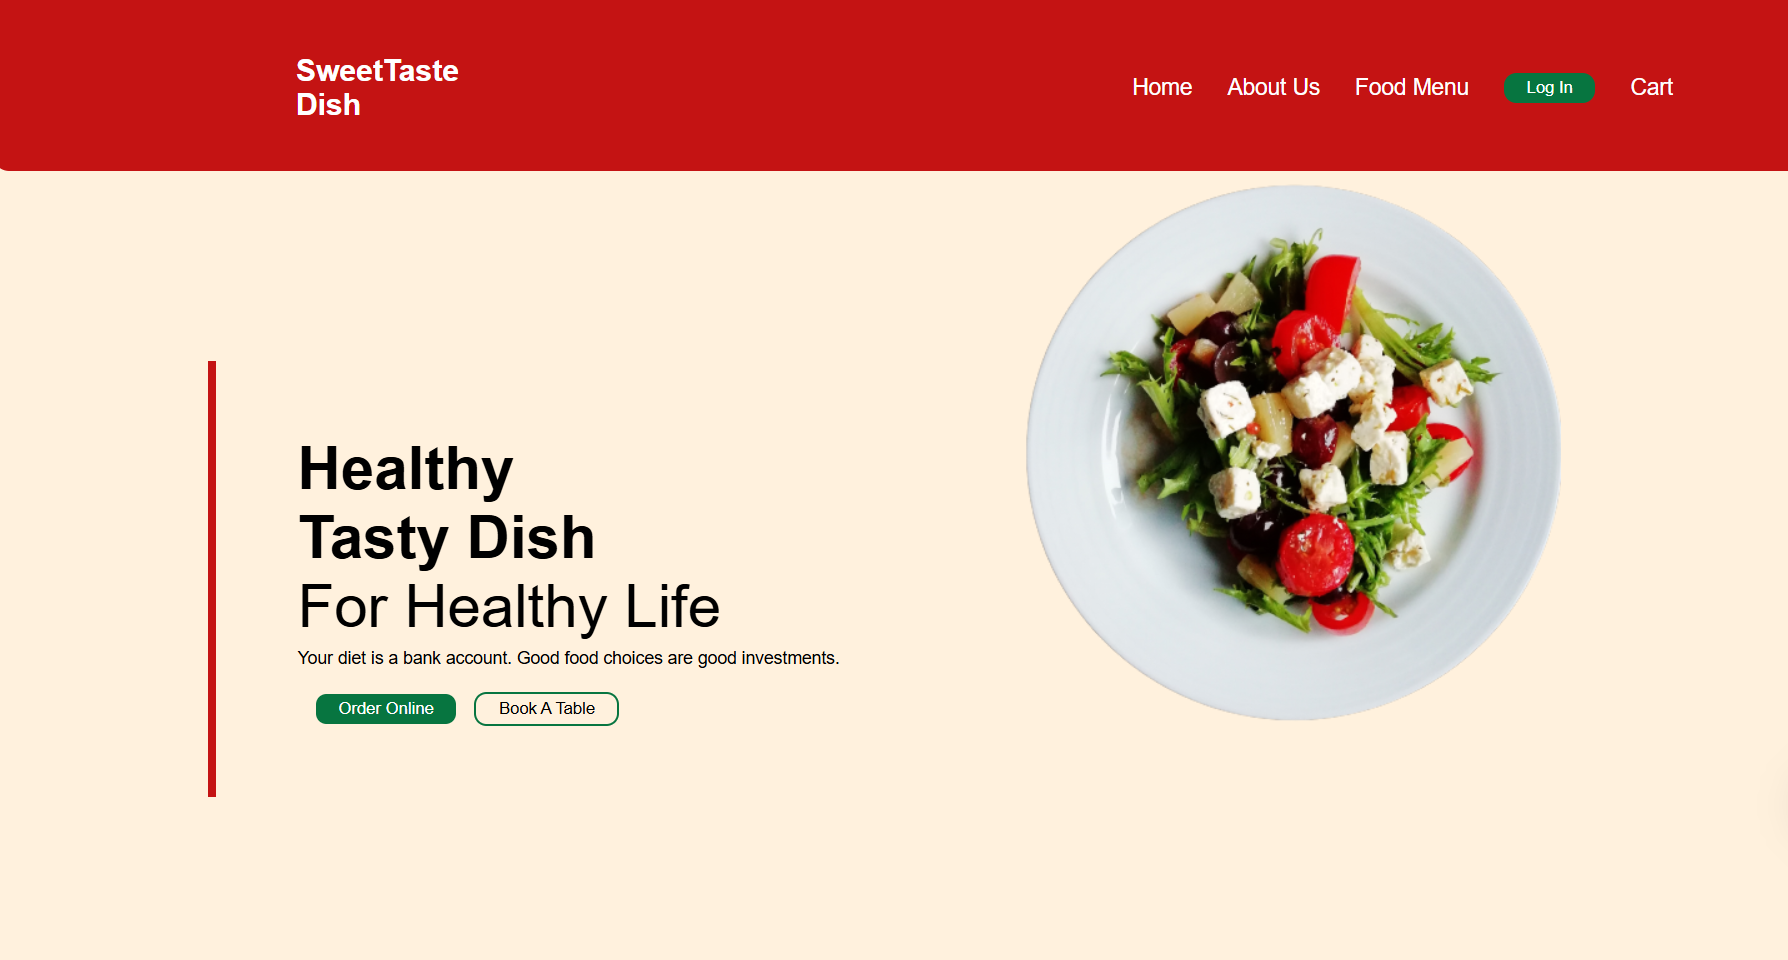 SweetTaste
Dish
Home
About Us
Food Menu
Log In
Cart
Healthy
Tasty Dish
For Healthy Life
Your diet is a bank account. Good food choices are good investments.
Order Online
Book A Table